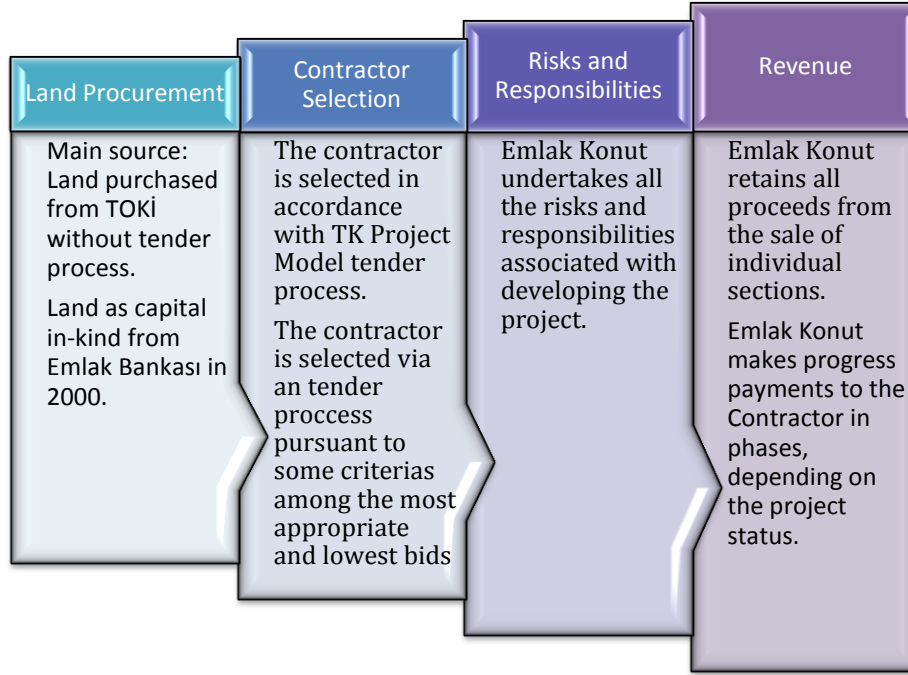 Land Procurement
Main source:
Land purchased
from TOKİ
without tender
process.
Land as capital
in-kind from
Emlak Bankası in
2000.
Contractor
Selection
The contractor
is selected in
accordance
with TK Project
Model tender
process.
The contractor
is selected via
an tender
proccess
pursuant to
some criterias
among the most
appropriate
and lowest bids
Risks and
Responsibilities
Emlak Konut
undertakes all
the risks and
responsibilities
associated with
developing the
project.
Revenue
Emlak Konut
retains all
proceeds from
the sale of
individual
sections.
Emlak Konut
makes progress
payments to the
Contractor in
phases,
depending on
the project
status.